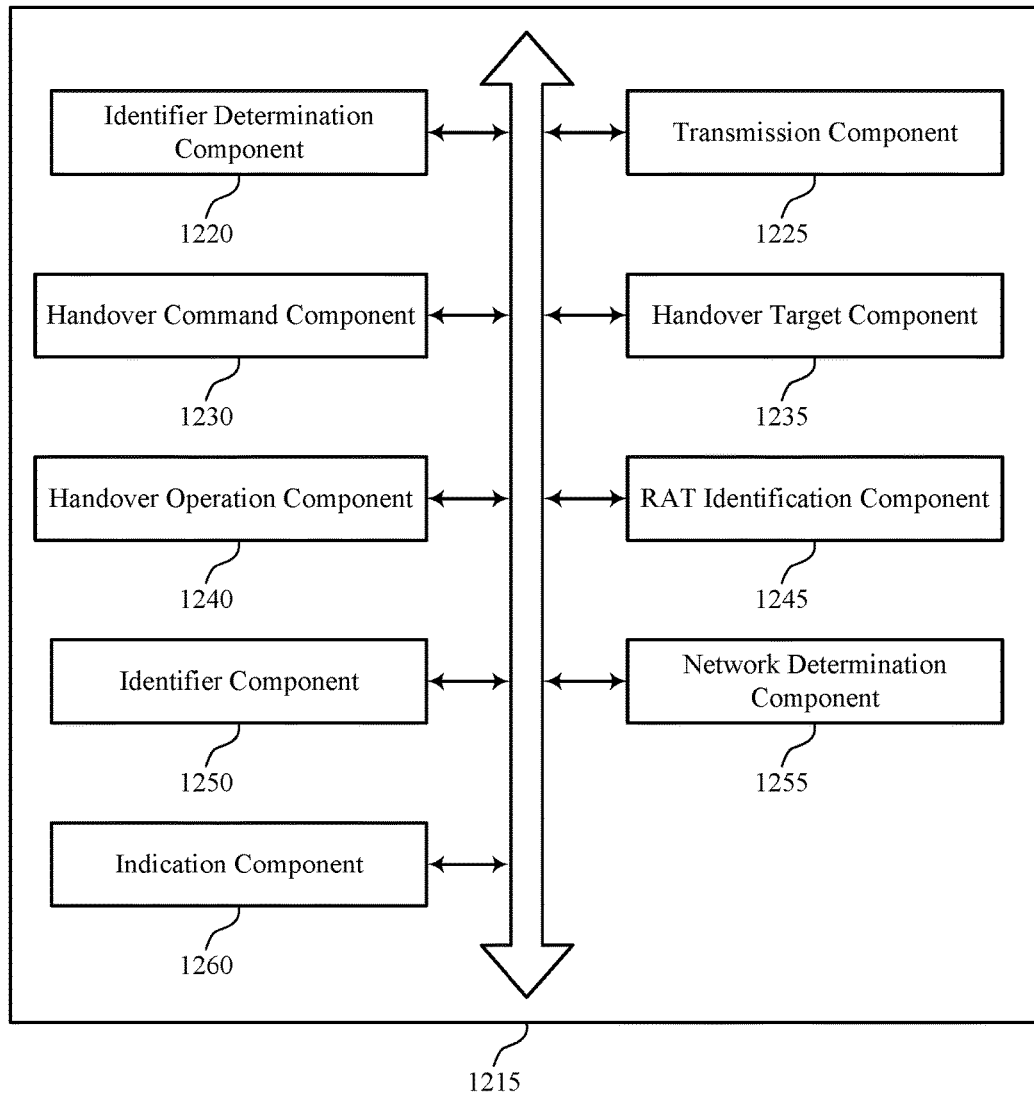 Identifier Determination
Component
1220
Transmission Component
1225
Handover Command Component
1230
Handover Target Component
1235
Handover Operation Component
1240
RAT Identification Component
1245
Identifier Component
1250
Network Determination
Component
1255
Indication Component
1260
1215